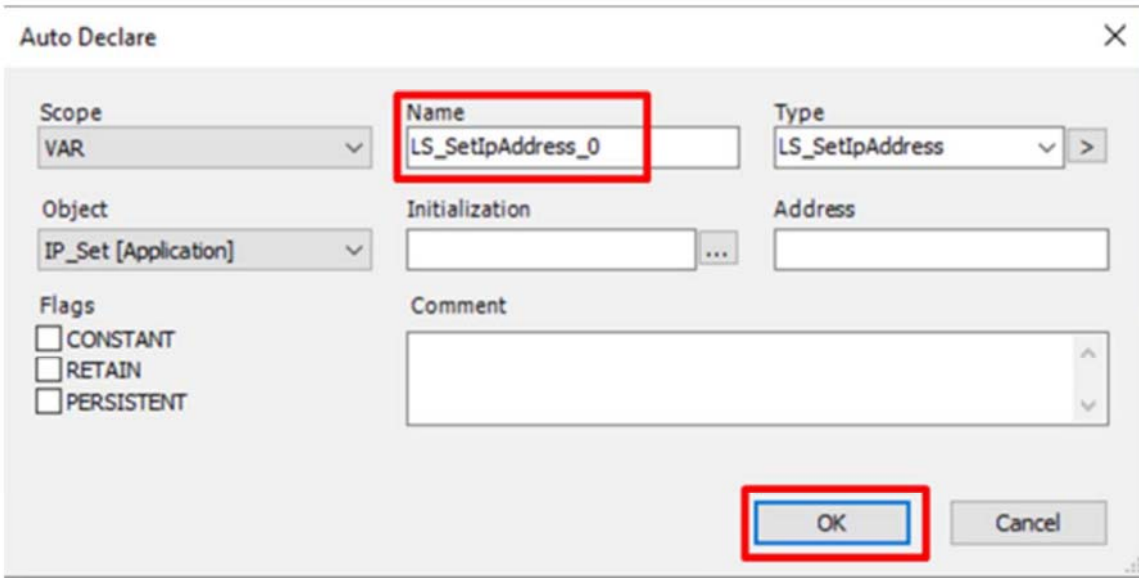 Auto Declare
Scope Name Type
VAR LS_SetIpAddress_0 LS_SetIpAddress >
Object Initialization Address
IP_Set [Application] ...
Flags Comment
CONSTANT
RETAIN
PERSISTENT
OK Cancel